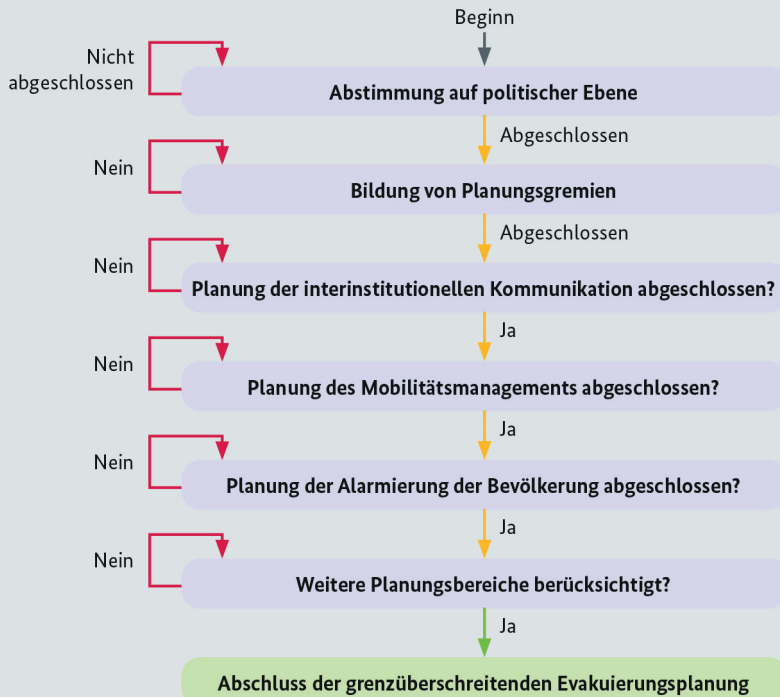 Beginn
Nicht
abgeschlossen
Abstimmung auf politischer Ebene
Abgeschlossen
Nein
Bildung von Planungsgremien
Abgeschlossen
Nein
Planung der interinstitutionellen Kommunikation abgeschlossen?
Ja
Nein
Planung des Mobilitätsmanagements abgeschlossen?
Ja
Nein
Planung der Alarmierung der Bevölkerung abgeschlossen?
Ja
Nein
Weitere Planungsbereiche berücksichtigt?
Ja
Abschluss der grenzüberschreitenden Evakuierungsplanung